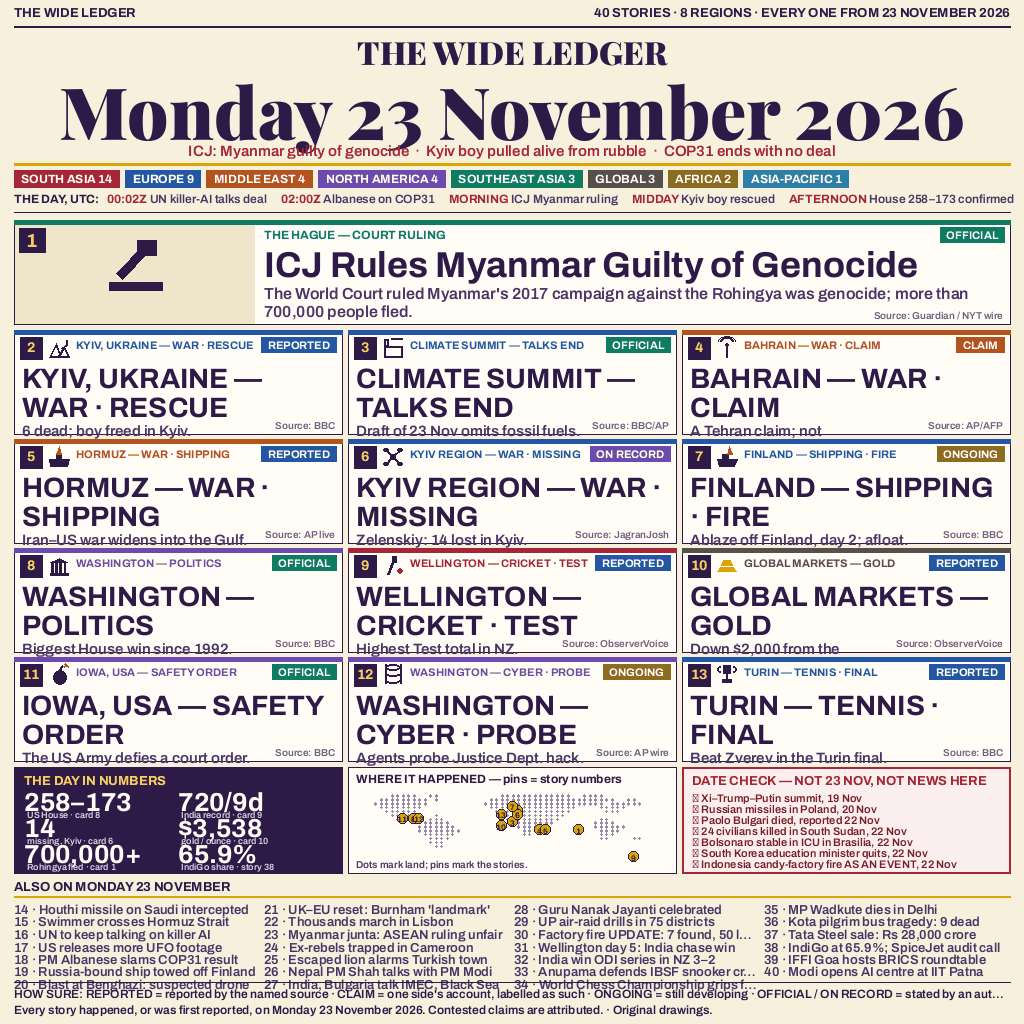 THE WIDE LEDGER
40 STORIES · 8 REGIONS · EVERY ONE FROM 23 NOVEMBER 2026
THE WIDE LEDGER
Monday 23 November 2026
ICJ: Myanmar guilty of genocide · Kyiv boy pulled alive from rubble · COP31 ends with no deal
SOUTH ASIA 14 EUROPE 9 MIDDLE EAST 4 NORTH AMERICA 4 SOUTHEAST ASIA 3 GLOBAL 3 AFRICA 2 ASIA-PACIFIC 1
THE DAY, UTC: 00:02Z UN killer-AI talks deal 02:00Z Albanese on COP31 MORNING ICJ Myanmar ruling MIDDAY Kyiv boy rescued AFTERNOON House 258–173 confirmed
1
THE HAGUE — COURT RULING
OFFICIAL
ICJ Rules Myanmar Guilty of Genocide
The World Court ruled Myanmar's 2017 campaign against the Rohingya was genocide; more than
700,000 people fled.
Source: Guardian / NYT wire
2
KYIV, UKRAINE — WAR · RESCUE
REPORTED
KYIV, UKRAINE —
WAR · RESCUE
6 dead; boy freed in Kyiv.
Source: BBC
3
CLIMATE SUMMIT — TALKS END
OFFICIAL
CLIMATE SUMMIT —
TALKS END
Draft of 23 Nov omits fossil fuels.
Source: BBC/AP
4
BAHRAIN — WAR · CLAIM
CLAIM
BAHRAIN — WAR ·
CLAIM
A Tehran claim; not
Source: AP/AFP
5
HORMUZ — WAR · SHIPPING
REPORTED
HORMUZ — WAR ·
SHIPPING
Iran–US war widens into the Gulf.
Source: AP live
6
KYIV REGION — WAR · MISSING
ON RECORD
KYIV REGION — WAR ·
MISSING
Zelenskiy: 14 lost in Kyiv.
Source: JagranJosh
7
FINLAND — SHIPPING · FIRE
ONGOING
FINLAND — SHIPPING
· FIRE
Ablaze off Finland, day 2; afloat.
Source: BBC
8
WASHINGTON — POLITICS
OFFICIAL
WASHINGTON —
POLITICS
Biggest House win since 1992.
Source: BBC
9
WELLINGTON — CRICKET · TEST
REPORTED
WELLINGTON —
CRICKET · TEST
Highest Test total in NZ.
Source: ObserverVoice
10
GLOBAL MARKETS — GOLD
REPORTED
GLOBAL MARKETS —
GOLD
Down $2,000 from the
Source: ObserverVoice
11
IOWA, USA — SAFETY ORDER
OFFICIAL
IOWA, USA — SAFETY
ORDER
The US Army defies a court order.
Source: BBC
12
WASHINGTON — CYBER · PROBE
ONGOING
WASHINGTON —
CYBER · PROBE
Agents probe Justice Dept. hack.
Source: AP wire
13
TURIN — TENNIS · FINAL
REPORTED
TURIN — TENNIS ·
FINAL
Beat Zverev in the Turin final.
Source: BBC
THE DAY IN NUMBERS
258–173
US House · card 8
720/9d
India record · card 9
14
missing, Kyiv · card 6
$3,538
gold / ounce · card 10
700,000+
Rohingya fled · card 1
65.9%
IndiGo share · story 38
WHERE IT HAPPENED — pins = story numbers
Dots mark land; pins mark the stories.
DATE CHECK — NOT 23 NOV, NOT NEWS HERE
Xi–Trump–Putin summit, 19 Nov
Russian missiles in Poland, 20 Nov
Paolo Bulgari died, reported 22 Nov
24 civilians killed in South Sudan, 22 Nov
Bolsonaro stable in ICU in Brasilia, 22 Nov
South Korea education minister quits, 22 Nov
Indonesia candy-factory fire AS AN EVENT, 22 Nov
ALSO ON MONDAY 23 NOVEMBER
14 · Houthi missile on Saudi intercepted
15 · Swimmer crosses Hormuz Strait
16 · UN to keep talking on killer AI
17 · US releases more UFO footage
18 · PM Albanese slams COP31 result
19 · Russia-bound ship towed off Finland
20 · Blast at Benghazi: suspected drone
21 · UK–EU reset: Burnham 'landmark'
22 · Thousands march in Lisbon
23 · Myanmar junta: ASEAN ruling unfair
24 · Ex-rebels trapped in Cameroon
25 · Escaped lion alarms Turkish town
26 · Nepal PM Shah talks with PM Modi
27 · India, Bulgaria talk IMEC, Black Sea
28 · Guru Nanak Jayanti celebrated
29 · UP air-raid drills in 75 districts
30 · Factory fire UPDATE: 7 found, 50 l…
31 · Wellington day 5: India chase win
32 · India win ODI series in NZ 3–2
33 · Anupama defends IBSF snooker cr…
34 · World Chess Championship grips f…
35 · MP Wadkute dies in Delhi
36 · Kota pilgrim bus tragedy: 9 dead
37 · Tata Steel sale: Rs 28,000 crore
38 · IndiGo at 65.9%; SpiceJet audit call
39 · IFFI Goa hosts BRICS roundtable
40 · Modi opens AI centre at IIT Patna
HOW SURE: REPORTED = reported by the named source · CLAIM = one side's account, labelled as such · ONGOING = still developing · OFFICIAL / ON RECORD = stated by an aut…
Every story happened, or was first reported, on Monday 23 November 2026. Contested claims are attributed. · Original drawings.